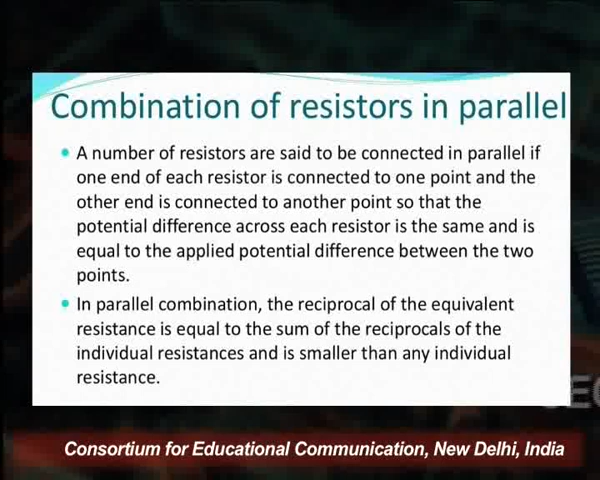 Combination of resistors in parallel
A number of resistors are said to be connected in parallel if
one end of each resistor is connected to one point and the
other end is connected to another point so that the
potential difference across each resistor is the same and is
equal to the applied potential difference between the two
points.
In parallel combination, the reciprocal of the equivalent
resistance is equal to the sum of the reciprocals of the
individual resistances and is smaller than any individual
resistance.
Consortium for Educational Communication, New Delhi, India